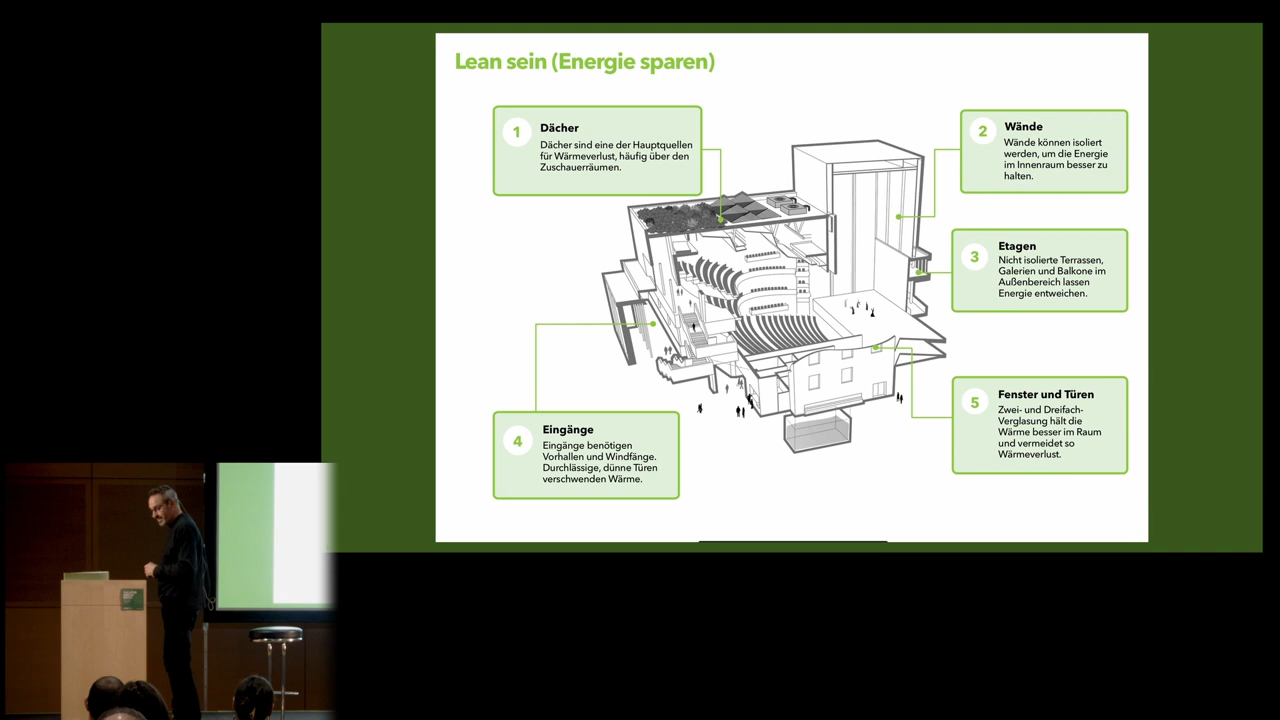 Lean sein (Energie sparen)
1
Dächer
Dächer sind eine der Hauptquellen
für Wärmeverlust, häufig über den
Zuschauerräumen.
2
Wände
Wände können isoliert
werden, um die Energie
im Innenraum besser zu
halten.
3
Etagen
Nicht isolierte Terrassen,
Galerien und Balkone im
Außenbereich lassen
Energie entweichen.
4
Eingänge
Eingänge benötigen
Vorhallen und Windfänge.
Durchlässige, dünne Türen
verschwenden Wärme.
5
Fenster und Türen
Zwei- und Dreifach-
Verglasung hält die
Wärme besser im Raum
und vermeidet so
Wärmeverlust.